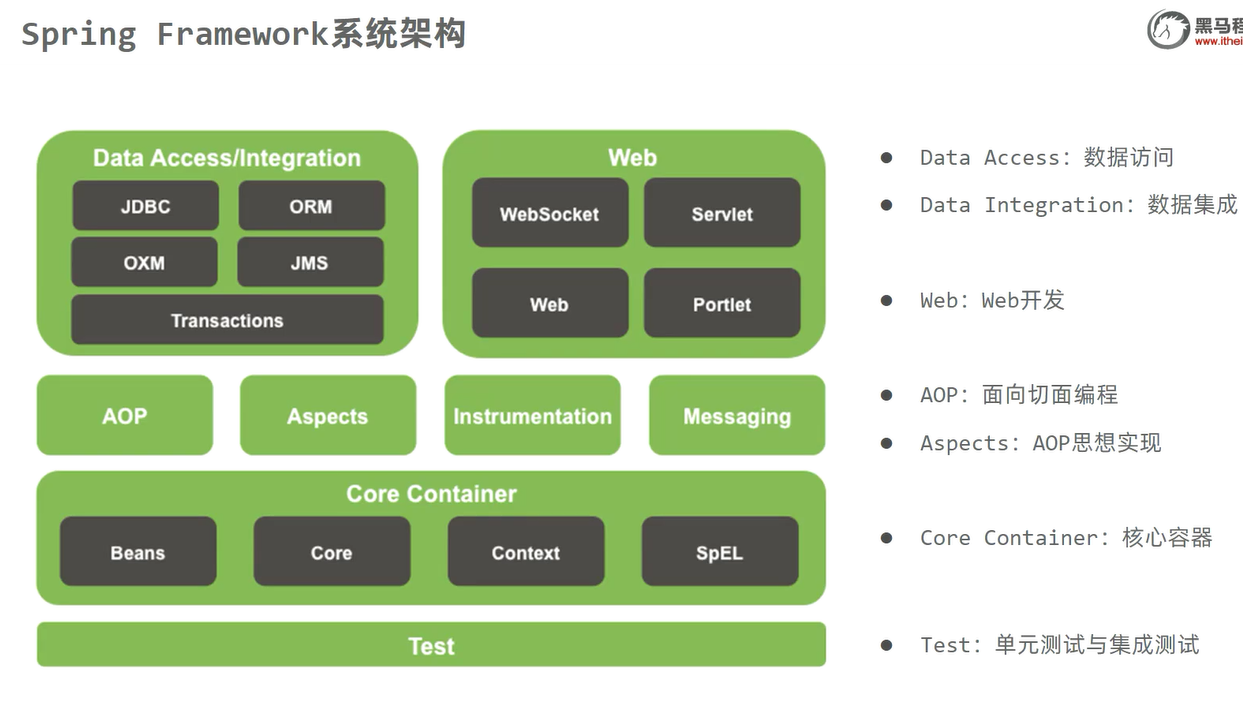 Spring Framework系统架构
黑马程
www.ithei
Data Access/Integration
JDBC
ORM
OXM
JMS
Transactions
Web
WebSocket
Servlet
Web
Portlet
AOP
Aspects
Instrumentation
Messaging
Core Container
Beans
Core
Context
SpEL
Test
Data Access：数据访问
Data Integration：数据集成
Web：Web开发
AOP：面向切面编程
Aspects：AOP思想实现
Core Container：核心容器
Test：单元测试与集成测试